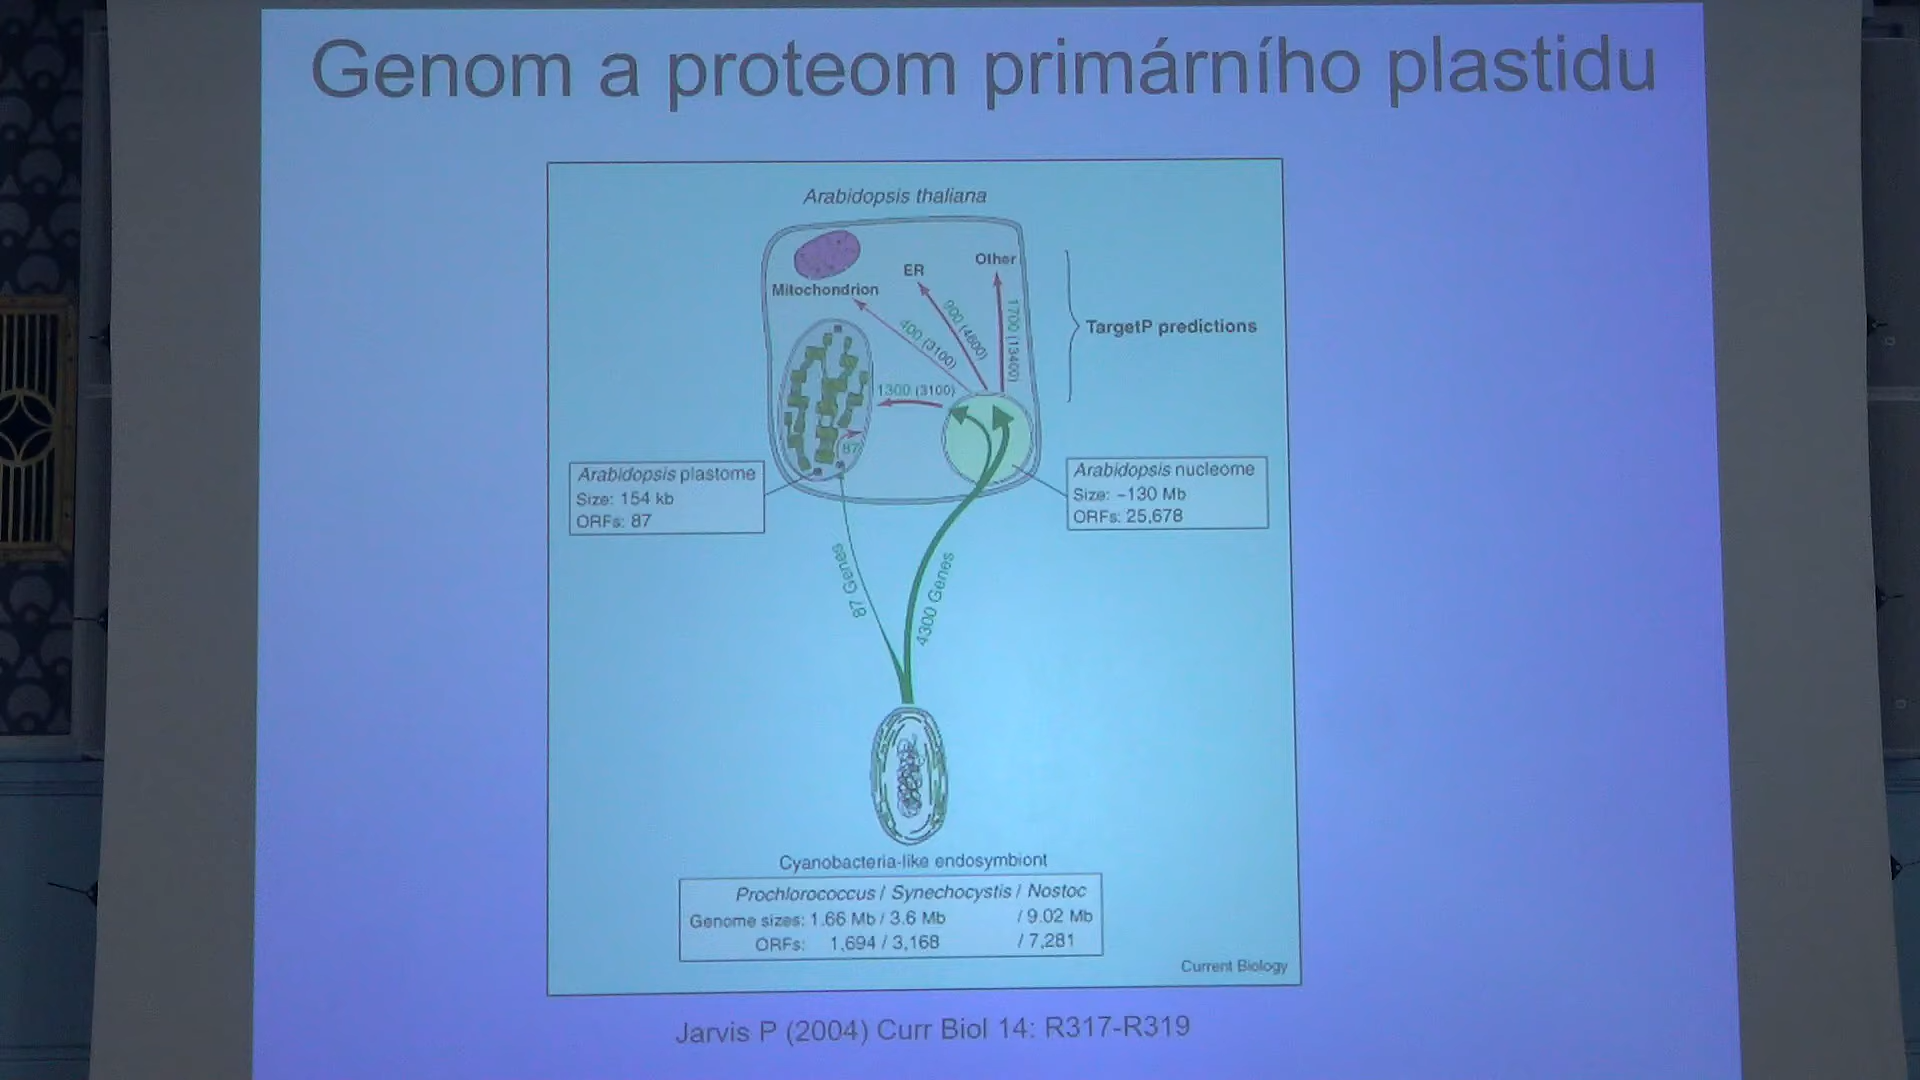 Genom a proteom primárního plastidu
Arabidopsis thaliana
Other
ER
Mitochondrion
1700 (13400)
900 (4600)
400 (3100)
TargetP predictions
1300 (3100)
87
Arabidopsis plastome
Size: 154 kb
ORFs: 87
Arabidopsis nucleome
Size: ~130 Mb
ORFs: 25,678
87 Genes
4300 Genes
Cyanobacteria-like endosymbiont
Prochlorococcus / Synechocystis / Nostoc
Genome sizes: 1.66 Mb / 3.6 Mb / 9.02 Mb
ORFs: 1,694 / 3,168 / 7,281
Current Biology
Jarvis P (2004) Curr Biol 14: R317-R319